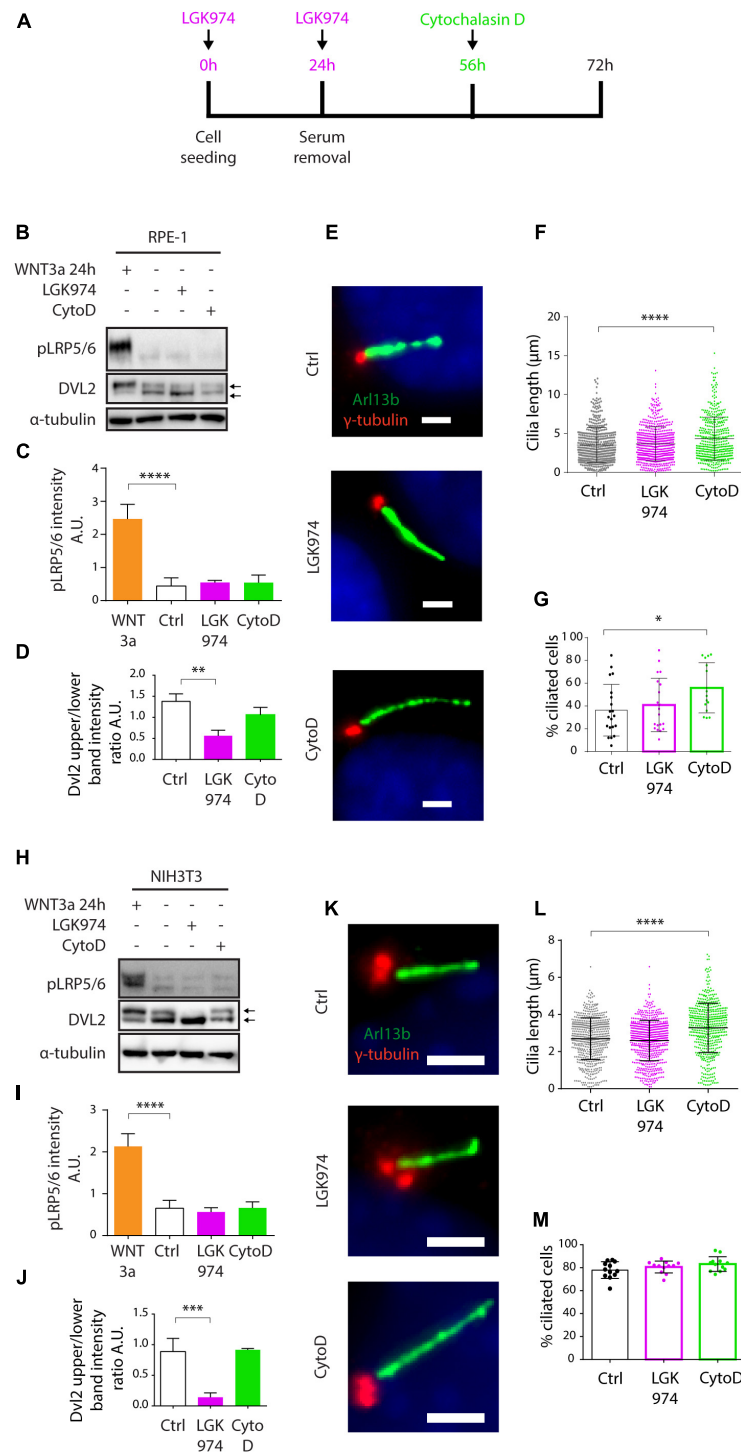 A
LGK974 LGK974 Cytochalasin D
0h 24h 56h 72h
Cell seeding
Serum removal
B
RPE-1
WNT3a 24h + - - -
LGK974 - - + -
CytoD - - - +
pLRP5/6
DVL2
α-tubulin
C
pLRP5/6 intensity A.U.
4
3
2
1
0
****
WNT 3a
Ctrl
LGK 974
CytoD
D
Dvl2 upper/lower band intensity ratio A.U.
2.0
1.5
1.0
0.5
0.0
**
Ctrl
LGK 974
Cyto D
E
Ctrl
Arl13b
γ-tubulin
LGK974
CytoD
F
Cilia length (µm)
20
15
10
5
0
****
Ctrl
LGK 974
CytoD
G
% ciliated cells
100
80
60
40
20
0
*
Ctrl
LGK 974
CytoD
H
NIH3T3
WNT3a 24h + - - -
LGK974 - - + -
CytoD - - - +
pLRP5/6
DVL2
α-tubulin
I
pLRP5/6 intensity A.U.
3
2
1
0
****
WNT 3a
Ctrl
LGK 974
CytoD
J
Dvl2 upper/lower band intensity ratio A.U.
1.5
1.0
0.5
0.0
***
Ctrl
LGK 974
Cyto D
K
Ctrl
Arl13b
γ-tubulin
LGK974
CytoD
L
Cilia length (µm)
8
6
4
2
0
****
Ctrl
LGK 974
CytoD
M
% ciliated cells
100
80
60
40
20
0
Ctrl
LGK 974
CytoD